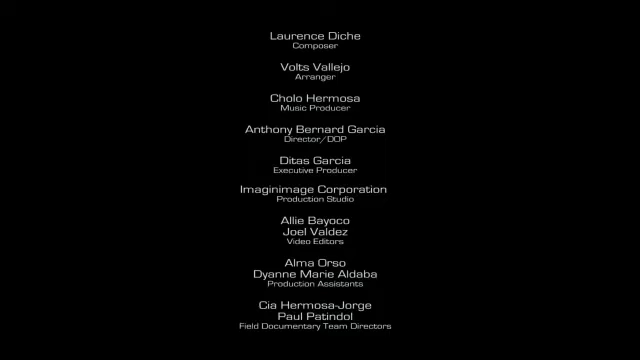 Laurence Diche
Composer
Volts Vallejo
Arranger
Cholo Hermosa
Music Producer
Anthony Bernard Garcia
Director/DOP
Ditas Garcia
Executive Producer
Imaginimage Corporation
Production Studio
Allie Bayoco
Joel Valdez
Video Editors
Alma Orso
Dyanne Marie Aldaba
Production Assistants
Cia Hermosa-Jorge
Paul Patindol
Field Documentary Team Directors